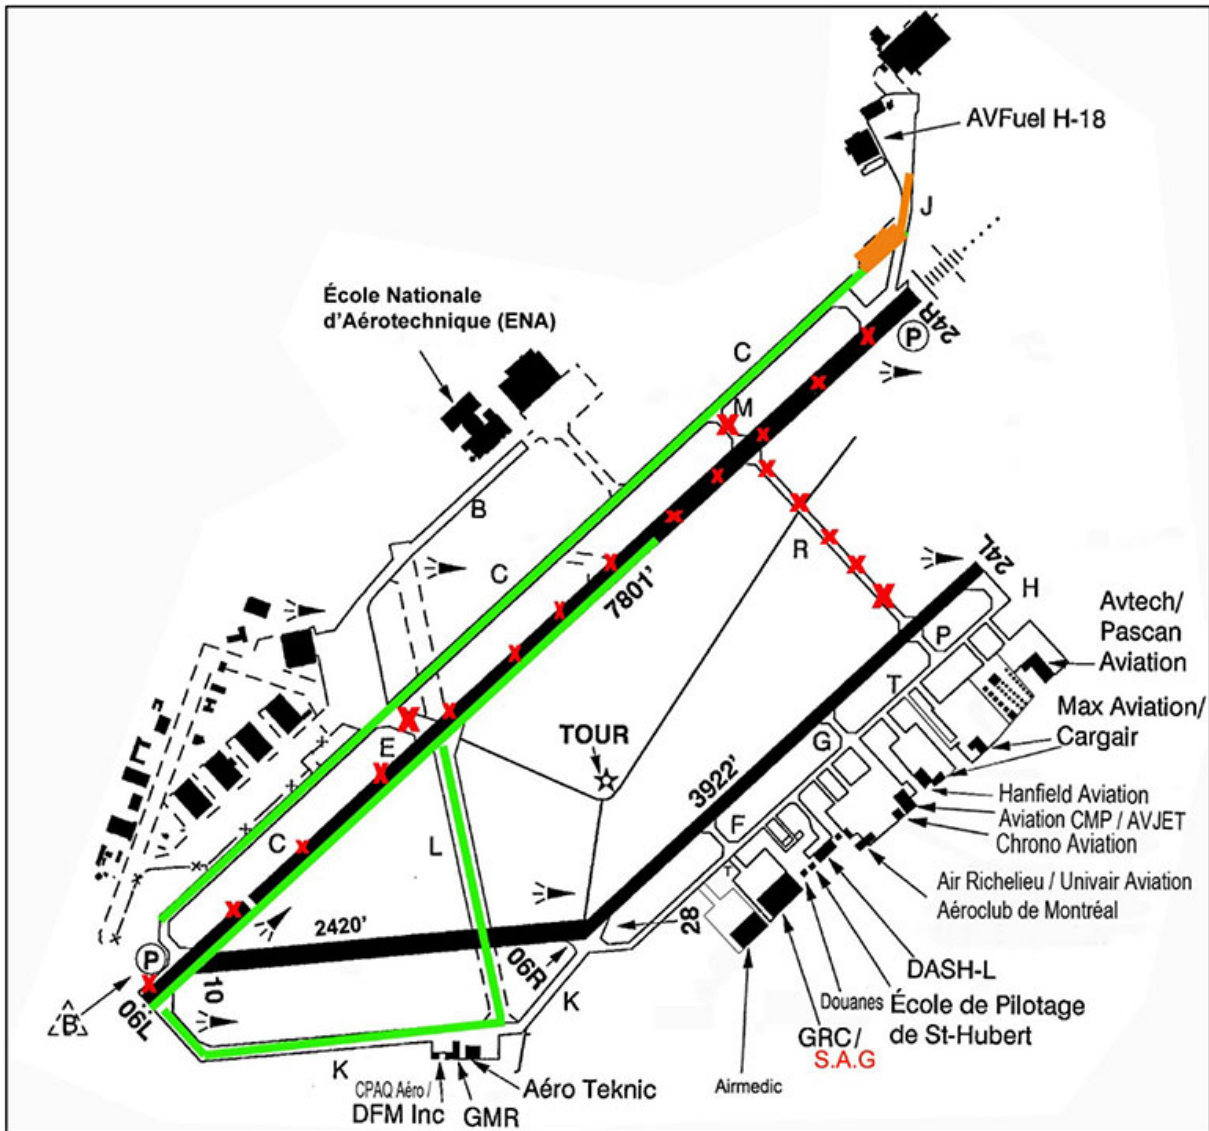 AVFuel H-18
J
École Nationale
d'Aérotechnique (ENA)
24R
P
C
M
B
C
R
7801'
24L
H
Avtech/
Pascan
Aviation
P
T
Max Aviation/
Cargair
TOUR
G
E
3922'
Hanfield Aviation
Aviation CMP / AVJET
Chrono Aviation
F
C
L
Air Richelieu / Univair Aviation
Aéroclub de Montréal
2420'
28
P
06R
DASH-L
10
K
Douanes
École de Pilotage
de St-Hubert
B
06L
GRC/
S.A.G
K
Aéro Teknic
Airmedic
CPAQ Aéro /
DFM Inc
GMR